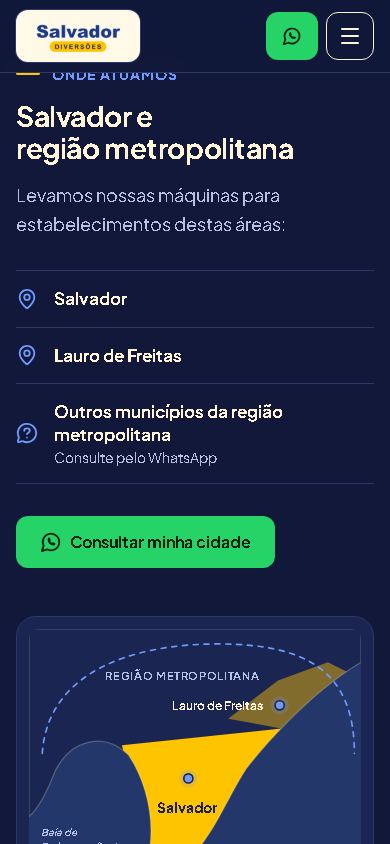 Salvador
DIVERSÕES
ONDE ATUAMOS
Salvador e
região metropolitana
Levamos nossas máquinas para
estabelecimentos destas áreas:
Salvador
Lauro de Freitas
Outros municípios da região
metropolitana
Consulte pelo WhatsApp
Consultar minha cidade
REGIÃO METROPOLITANA
Lauro de Freitas
Salvador
Baía de